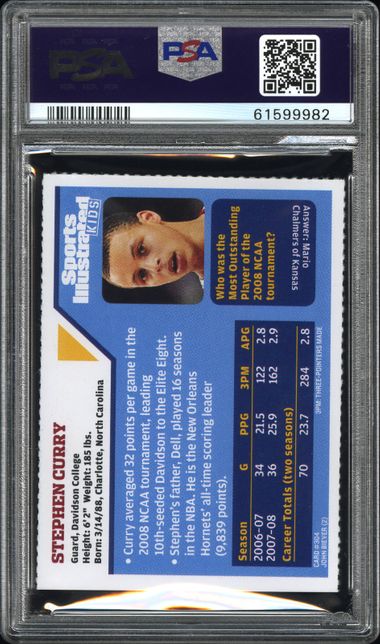 PSA
PSA
61599982
STEPHEN CURRY
Guard, Davidson College
Height: 6'2" Weight: 185 lbs.
Born: 3/14/88, Charlotte, North Carolina
Sports
Illustrated
KIDS
• Curry averaged 32 points per game in the
2008 NCAA tournament, leading
10th-seeded Davidson to the Elite Eight.
• Stephen's father, Dell, played 16 seasons
in the NBA. He is the New Orleans
Hornets' all-time scoring leader
(9,839 points).
Who was the
Most Outstanding
Player of the
2008 NCAA
tournament?
Answer: Mario
Chalmers of Kansas
Season G PPG 3PM APG
2006–07 34 21.5 122 2.8
2007–08 36 25.9 162 2.9
Career Totals (two seasons)
70 23.7 284 2.8
3PM: THREE-POINTERS MADE
CARD #304
JOHN BIEVER (2)